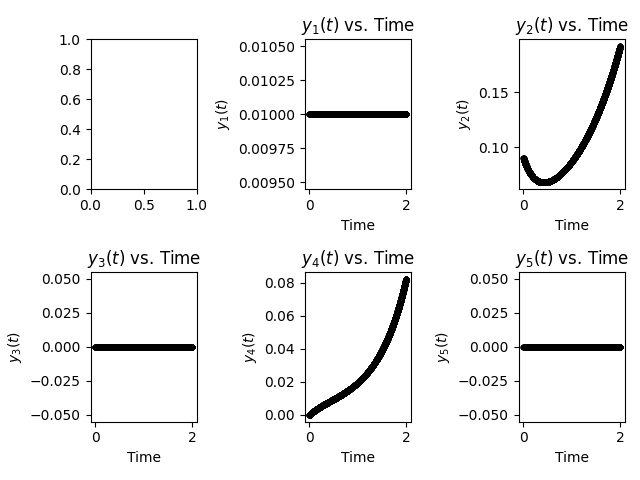 1.0
0.8
0.6
0.4
0.2
0.0
0.0 0.5 1.0
y₁(t) vs. Time
0.01050
0.01025
0.01000
0.00975
0.00950
y₁(t)
0 2
Time
y₂(t) vs. Time
0.15
0.10
y₂(t)
0 2
Time
y₃(t) vs. Time
0.050
0.025
0.000
−0.025
−0.050
y₃(t)
0 2
Time
y₄(t) vs. Time
0.08
0.06
0.04
0.02
0.00
y₄(t)
0 2
Time
y₅(t) vs. Time
0.050
0.025
0.000
−0.025
−0.050
y₅(t)
0 2
Time